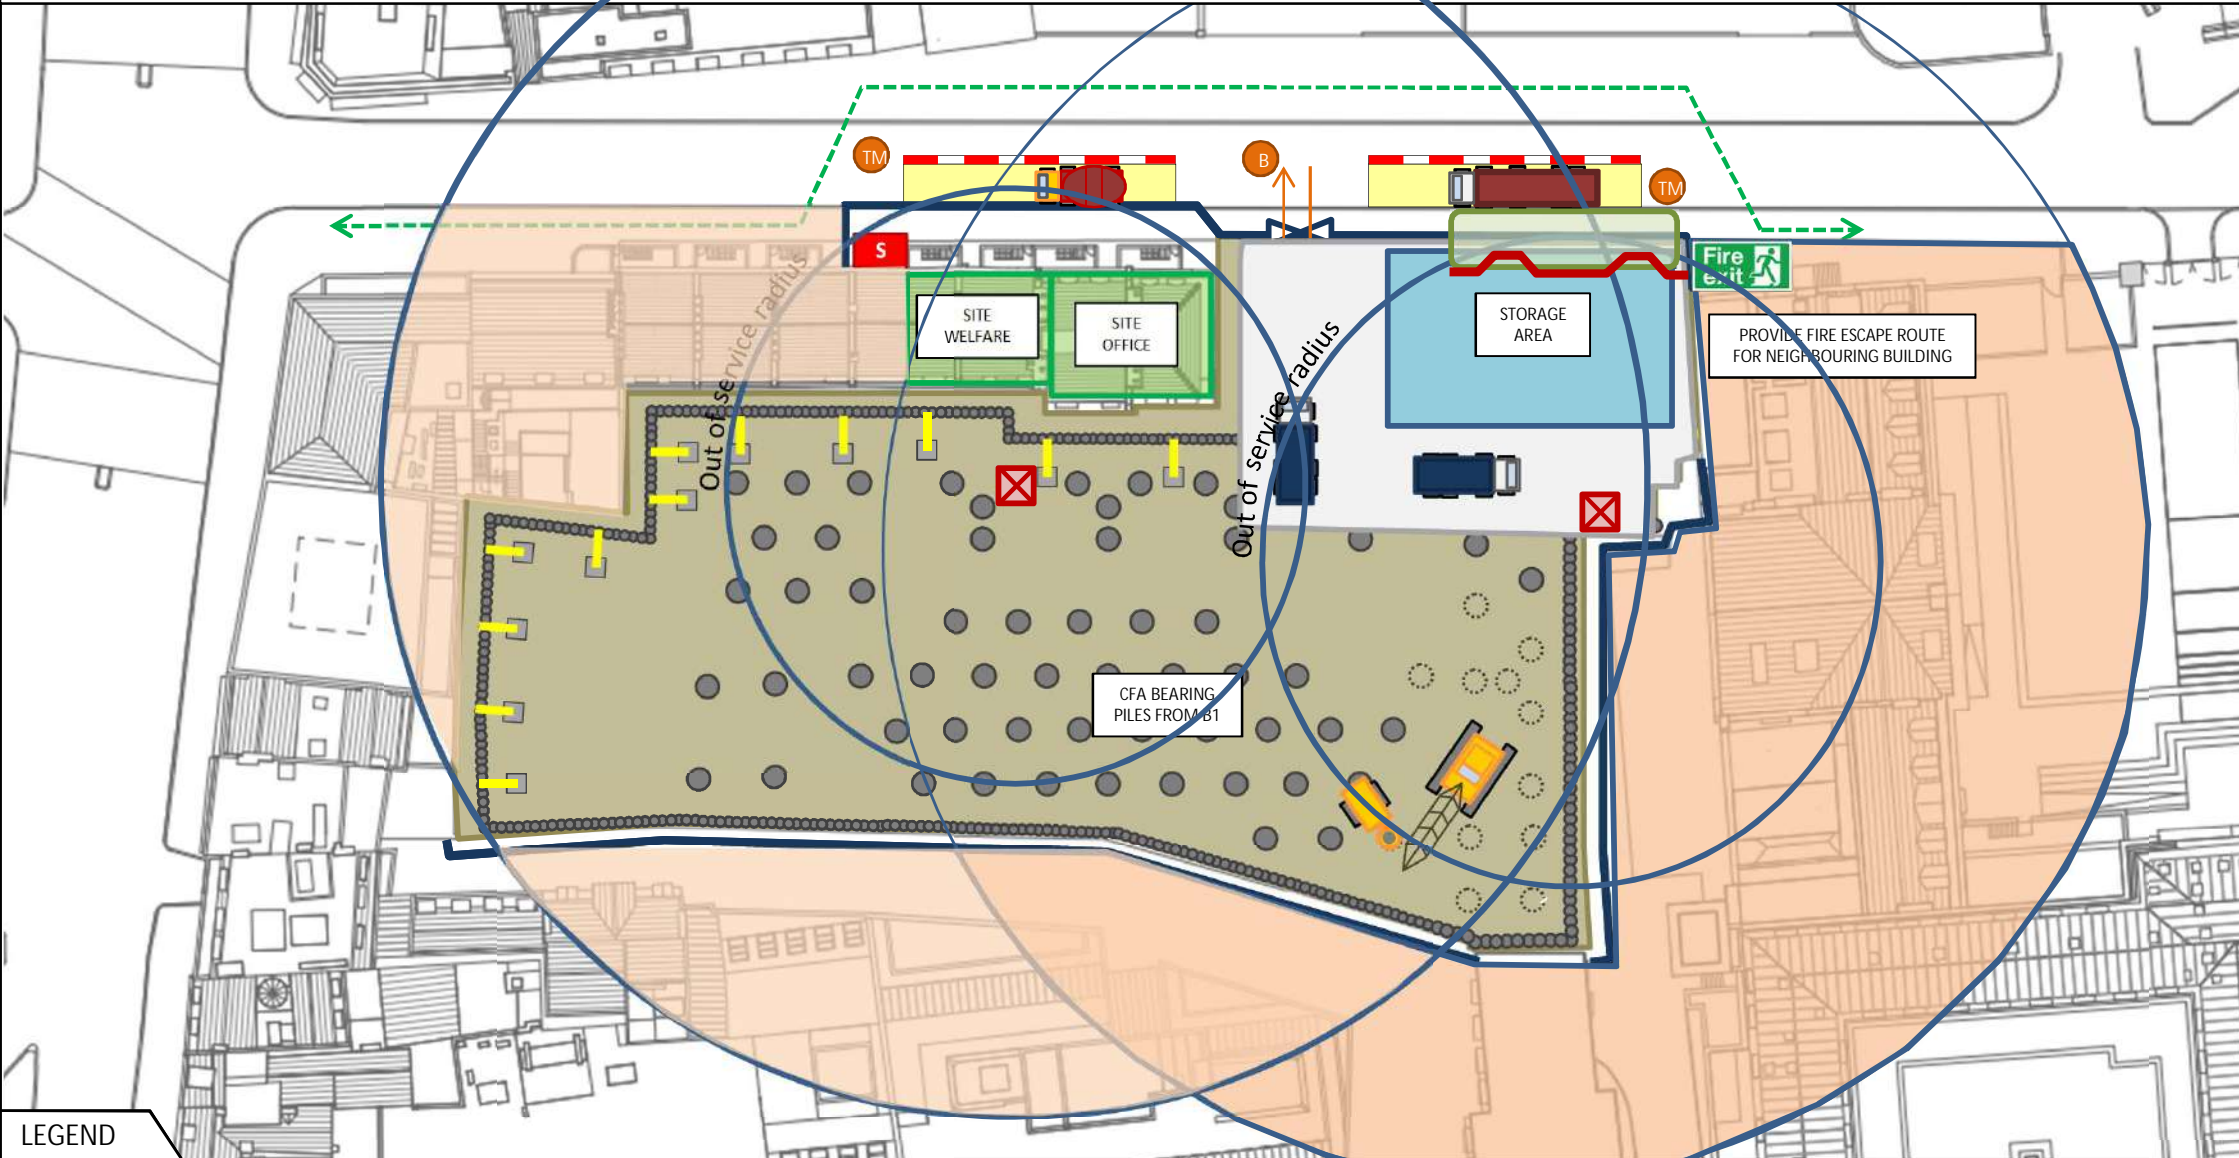 TM
B
TM
S
Fire
exit
SITE
WELFARE
SITE
OFFICE
STORAGE
AREA
PROVIDE FIRE ESCAPE ROUTE
FOR NEIGHBOURING BUILDING
Out of service radius
Out of service radius
CFA BEARING
PILES FROM B1
LEGEND